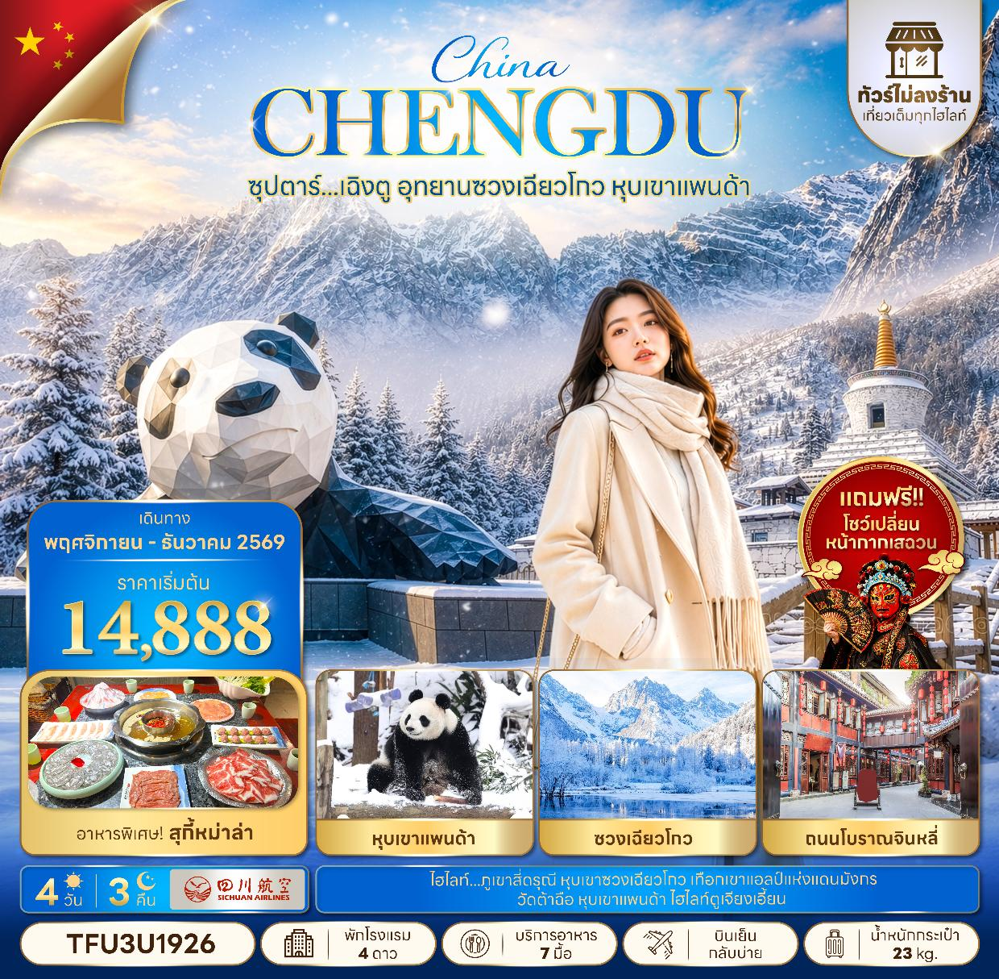 China
CHENGDU
ซุปตาร์...เฉิงตู อุทยานซวงเฉียวโกว หุบเขาแพนด้า
ทัวร์ไม่ลงร้าน
เที่ยวเต็มทุกไฮไลท์
แถมฟรี!!
โชว์เปลี่ยน
หน้ากากเสฉวน
เดินทาง
พฤศจิกายน - ธันวาคม 2569
ราคาเริ่มต้น
14,888
อาหารพิเศษ! สุกี้หม่าล่า
หุบเขาแพนด้า
ซวงเฉียวโกว
ถนนโบราณจินหลี่
4 วัน 3 คืน
四川航空
SICHUAN AIRLINES
ไฮไลท์...ภูเขาสี่ดรุณี หุบเขาซวงเฉียวโกว เทือกเขาแอลป์แห่งแดนมังกร
วัดต้าฉือ หุบเขาแพนด้า ไฮไลท์ตูเจียงเอี้ยน
TFU3U1926
พักโรงแรม
4 ดาว
บริการอาหาร
7 มื้อ
บินเย็น
กลับบ่าย
น้ำหนักกระเป๋า
23 kg.